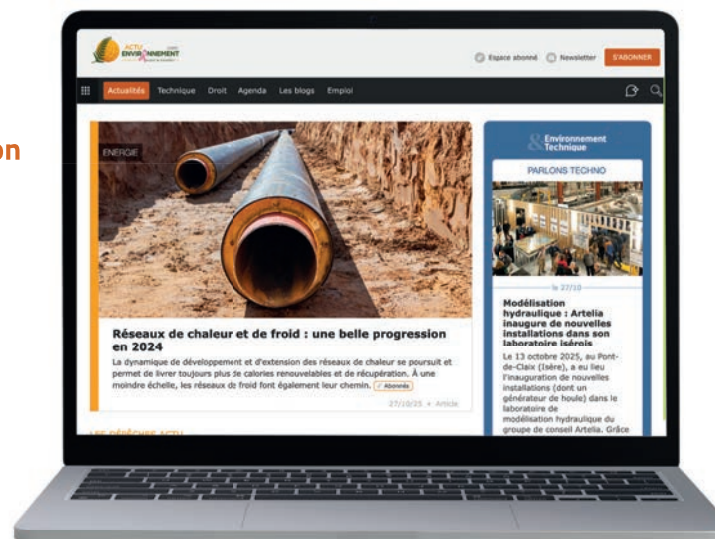 on
ACTU
.com
ENVIRONNEMENT
Espace abonné
Newsletter
S'ABONNER
Actualités
Technique
Droit
Agenda
Les blogs
Emploi
ENERGIE
Réseaux de chaleur et de froid : une belle progression
en 2024
La dynamique de développement et d'extension des réseaux de chaleur se poursuit et
permet de livrer toujours plus de calories renouvelables et de récupération. À une
moindre échelle, les réseaux de froid font également leur chemin.
Abonnés
27/10/25 • Article
LES DÉPÊCHES ACTU
& Environnement
Technique
PARLONS TECHNO
le 27/10
Modélisation
hydraulique : Artelia
inaugure de nouvelles
installations dans son
laboratoire isérois
Le 13 octobre 2025, au Pont-
de-Claix (Isère), a eu lieu
l'inauguration de nouvelles
installations (dont un
générateur de houle) dans le
laboratoire de
modélisation hydraulique du
groupe de conseil Artelia. Grâce